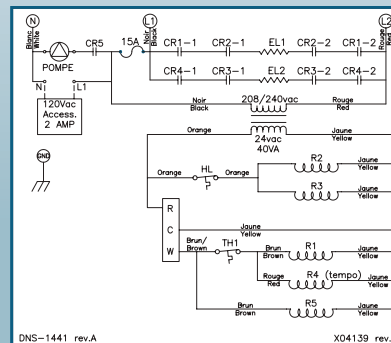 N L1 L2
Blanc White
Noir Black
Rouge Red
15A CR1-1 CR2-1 EL1 CR2-2 CR1-2
CR5
POMPE
CR4-1 CR3-1 EL2 CR3-2 CR4-2
N L1
120Vac
Access.
2 AMP
Noir Black
208/240vac
Rouge Red
Orange
24vac
40VA
Jaune Yellow
GND
HL
Orange Orange
R2
Jaune Yellow
R3
Jaune Yellow
R
C
W
Jaune Yellow
Brun/ Brown
TH1
Brun Brown
R1
Jaune Yellow
Rouge Red
R4 (tempo)
Jaune Yellow
Brun Brown
R5
Jaune Yellow
DNS-1441 rev.A
X04139 rev.